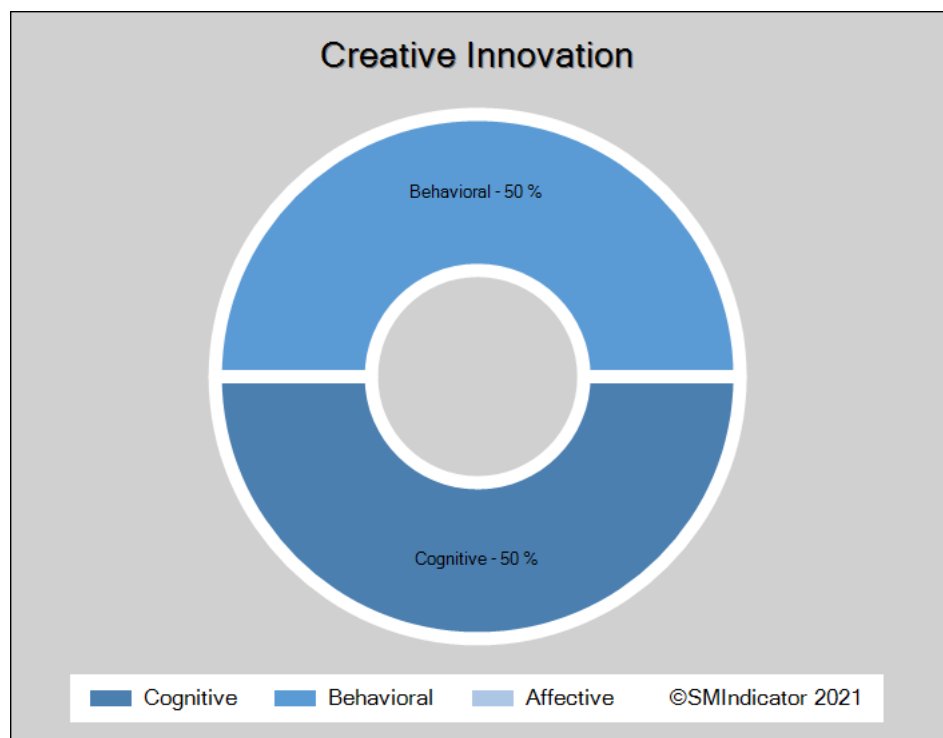 Creative Innovation
Behavioral - 50 %
Cognitive - 50 %
Cognitive Behavioral Affective ©SMIndicator 2021